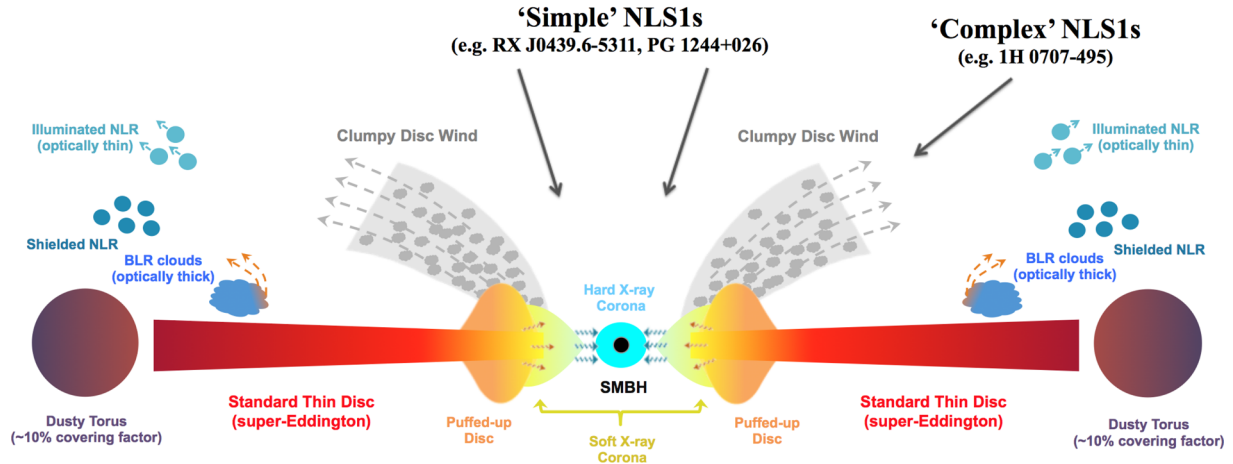 ‘Simple’ NLS1s
(e.g. RX J0439.6-5311, PG 1244+026)
‘Complex’ NLS1s
(e.g. 1H 0707-495)
Illuminated NLR
(optically thin)
Clumpy Disc Wind
Clumpy Disc Wind
Illuminated NLR
(optically thin)
Shielded NLR
Shielded NLR
BLR clouds
(optically thick)
BLR clouds
(optically thick)
Hard X-ray
Corona
SMBH
Standard Thin Disc
(super-Eddington)
Standard Thin Disc
(super-Eddington)
Dusty Torus
(~10% covering factor)
Puffed-up
Disc
Soft X-ray
Corona
Puffed-up
Disc
Dusty Torus
(~10% covering factor)